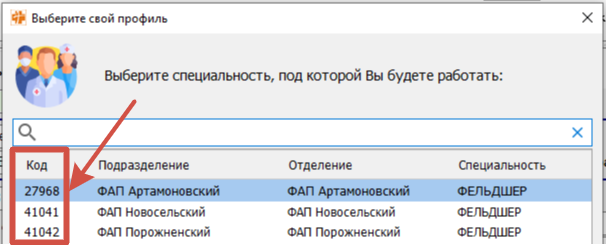 Выберите свой профиль
Выберите специальность, под которой Вы будете работать:
Код Подразделение Отделение Специальность
27968 ФАП Артамоновский ФАП Артамоновский ФЕЛЬДШЕР
41041 ФАП Новосельский ФАП Новосельский ФЕЛЬДШЕР
41042 ФАП Порожненский ФАП Порожненский ФЕЛЬДШЕР